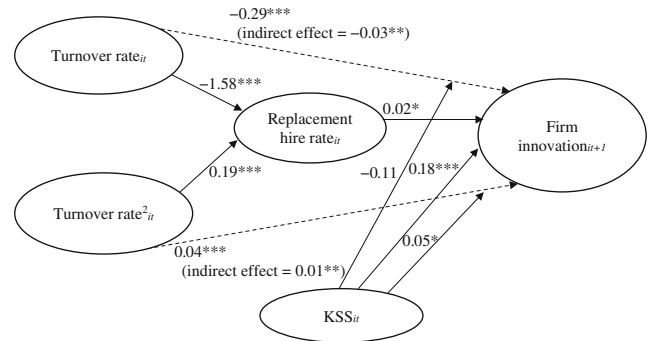 −0.29***
(indirect effect = −0.03**)
Turnover rateit
−1.58***
Replacement
hire rateit
0.02*
Firm
innovationit+1
−0.11
0.18***
0.19***
Turnover rate²it
0.04***
(indirect effect = 0.01**)
0.05*
KSSit